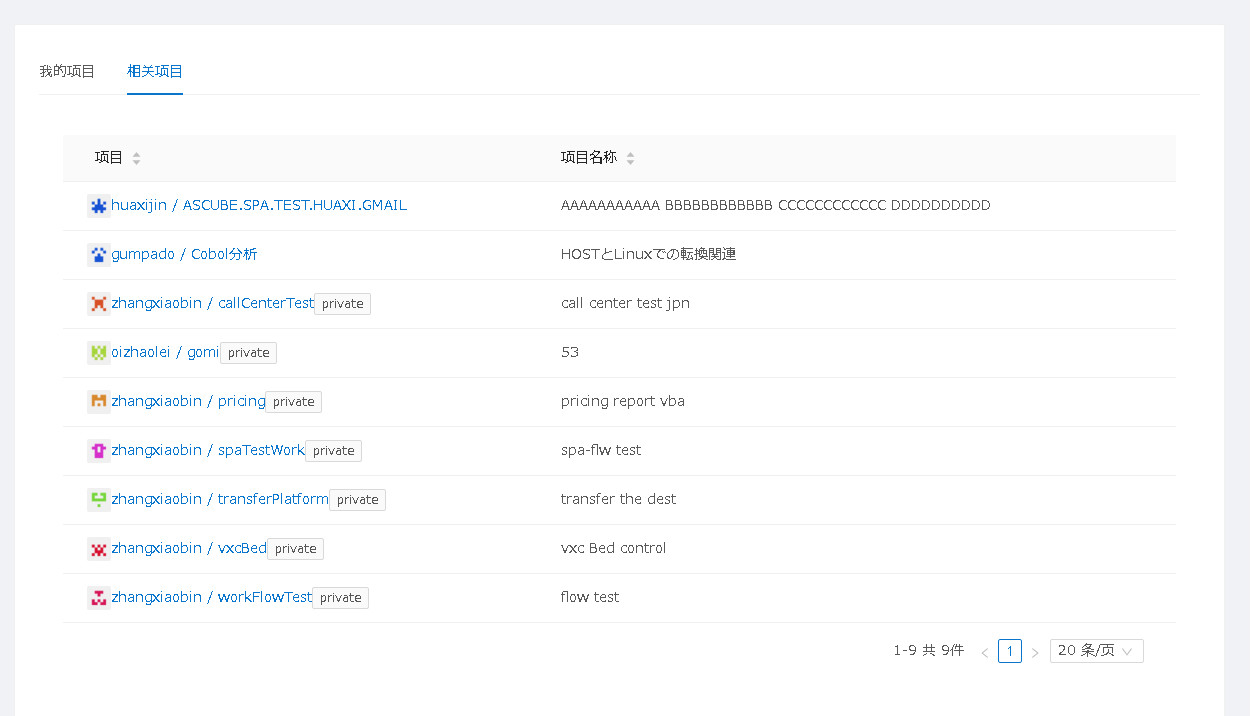 我的项目 相关项目
项目 项目名称
huaxijin / ASCUBE.SPA.TEST.HUAXI.GMAIL AAAAAAAAAAA BBBBBBBBBBBB CCCCCCCCCCCC DDDDDDDDDD
gumpado / Cobol分析 HOSTとLinuxでの転換関連
zhangxiaobin / callCenterTest private call center test jpn
oizhaolei / gomi private 53
zhangxiaobin / pricing private pricing report vba
zhangxiaobin / spaTestWork private spa-flw test
zhangxiaobin / transferPlatform private transfer the dest
zhangxiaobin / vxcBed private vxc Bed control
zhangxiaobin / workFlowTest private flow test
1-9 共 9件 < 1 > 20 条/页